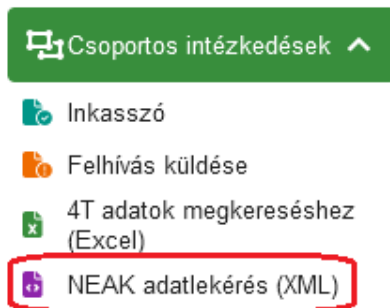 Csoportos intézkedések
Inkasszó
Felhívás küldése
4T adatok megkereséshez
(Excel)
NEAK adatlekérés (XML)